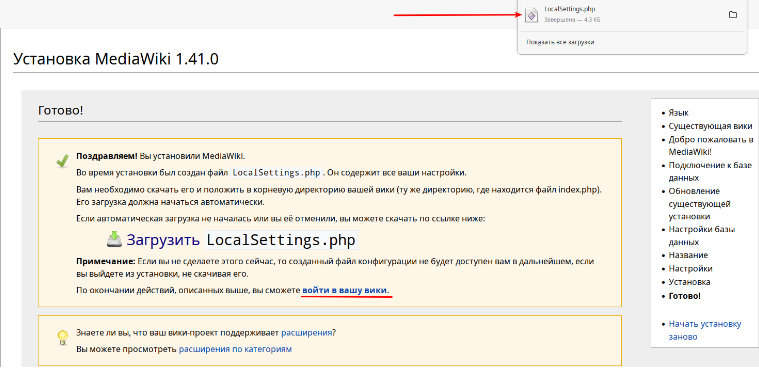 LocalSettings.php
Завершено — 4.3 КБ
Показать все загрузки
Установка MediaWiki 1.41.0
Готово!
Поздравляем! Вы установили MediaWiki.
Во время установки был создан файл LocalSettings.php. Он содержит все ваши настройки.
Вам необходимо скачать его и положить в корневую директорию вашей вики (ту же директорию, где находится файл index.php).
Его загрузка должна начаться автоматически.
Если автоматическая загрузка не началась или вы её отменили, вы можете скачать по ссылке ниже:
Загрузить LocalSettings.php
Примечание: Если вы не сделаете этого сейчас, то созданный файл конфигурации не будет доступен вам в дальнейшем, если
вы выйдете из установки, не скачивая его.
По окончании действий, описанных выше, вы сможете войти в вашу вики.
Знаете ли вы, что ваш вики-проект поддерживает расширения?
Вы можете просмотреть расширения по категориям
Язык
Существующая вики
Добро пожаловать в
MediaWiki!
Подключение к базе
данных
Обновление
существующей
установки
Настройки базы
данных
Название
Настройки
Установка
Готово!
Начать установку
заново